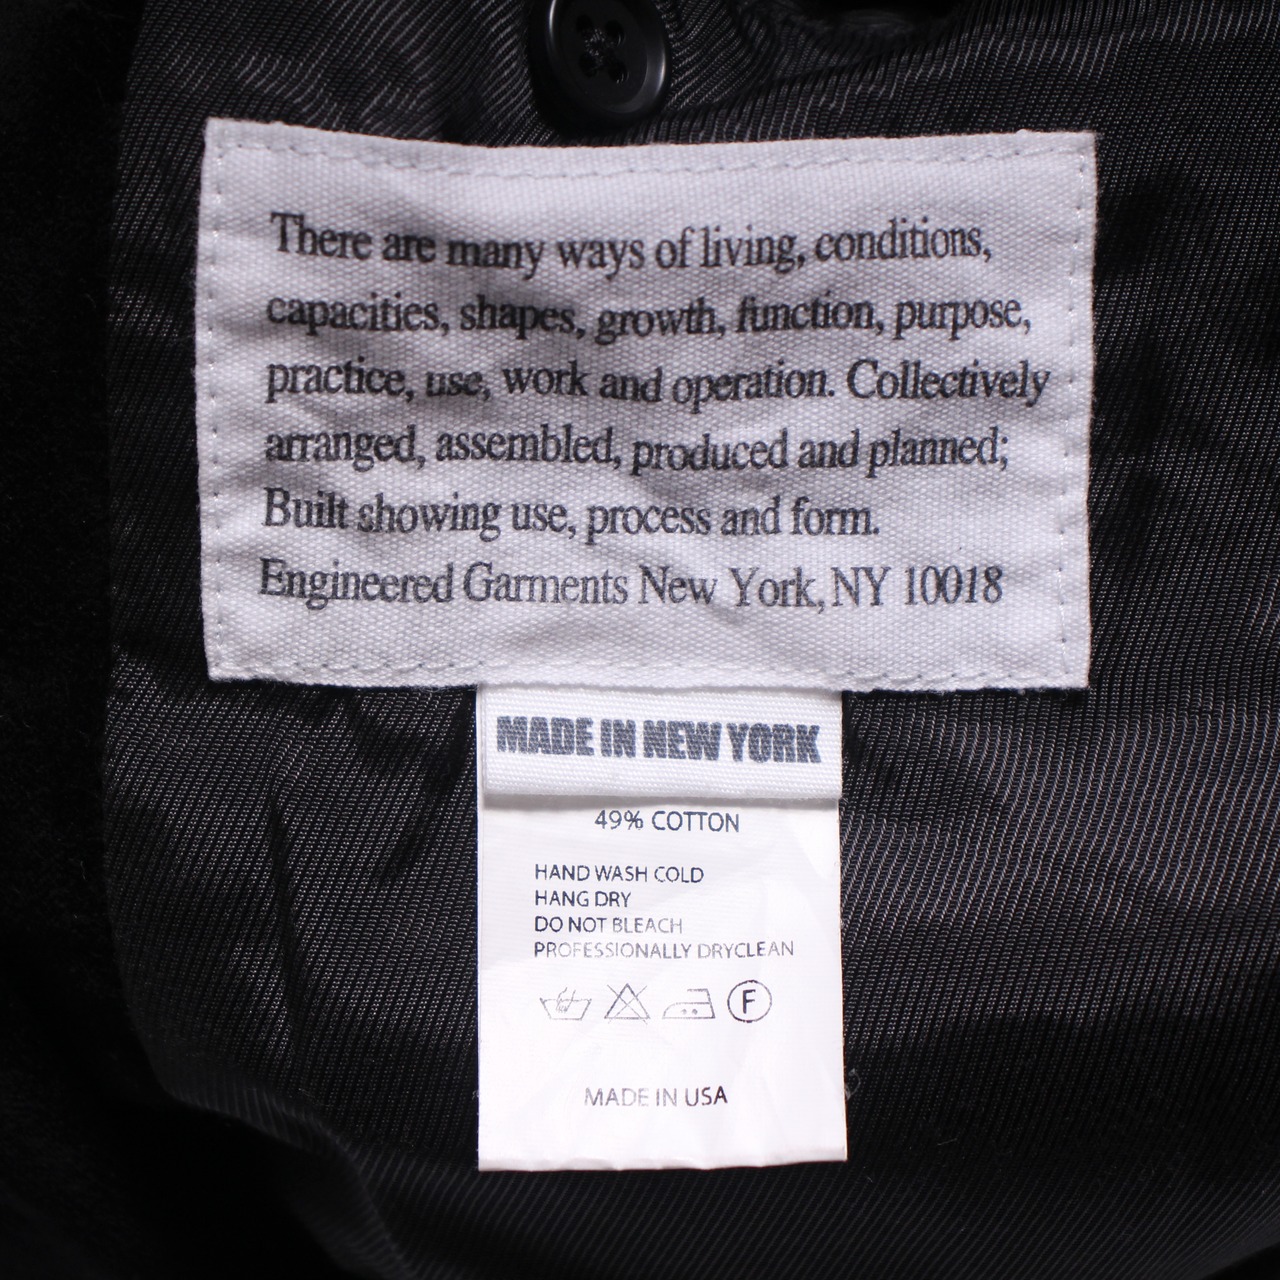 There are many ways of living, conditions,
capacities, shapes, growth, function, purpose,
practice, use, work and operation. Collectively
arranged, assembled, produced and planned;
Built showing use, process and form.
Engineered Garments New York, NY 10018
MADE IN NEW YORK
49% COTTON
HAND WASH COLD
HANG DRY
DO NOT BLEACH
PROFESSIONALLY DRYCLEAN
F
MADE IN USA